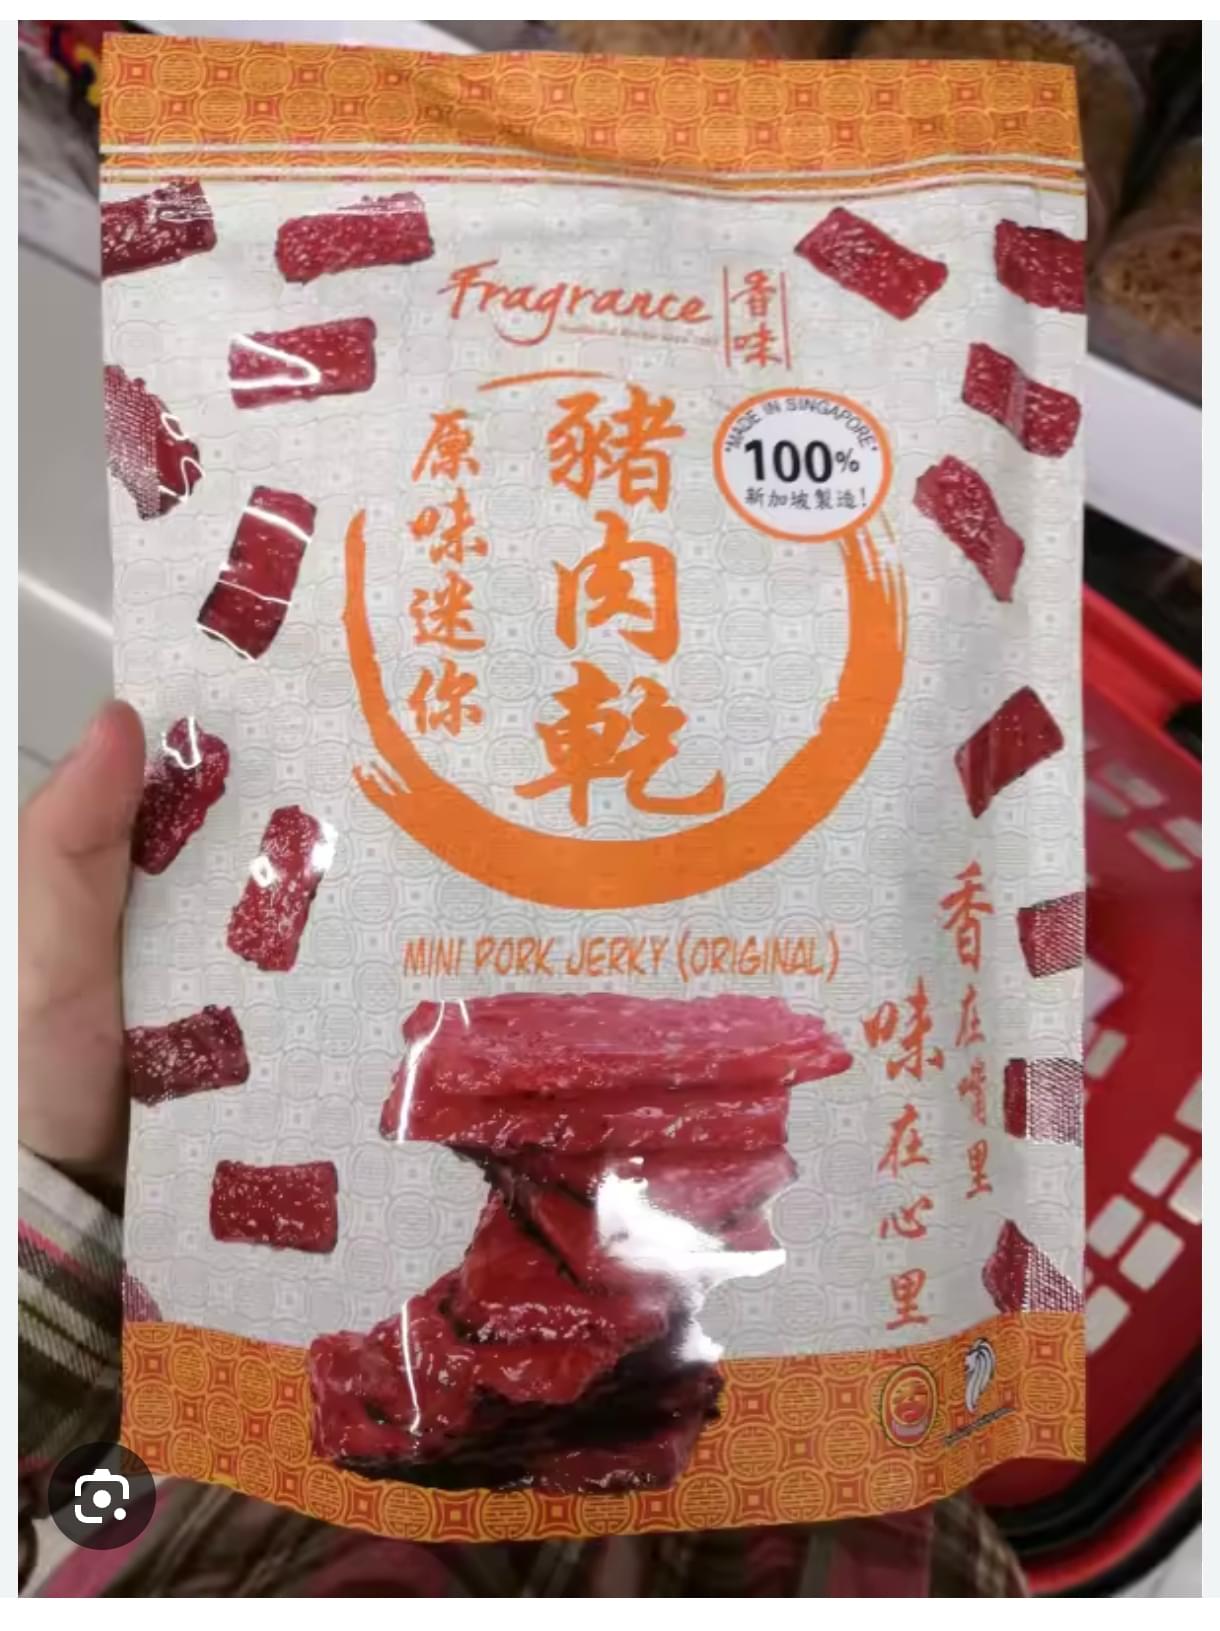 Fragrance
香味
原味迷你
豬肉乾
"MADE IN SINGAPORE"
100%
新加坡製造!
MINI PORK JERKY (ORIGINAL)
香在嘴里
味在心里